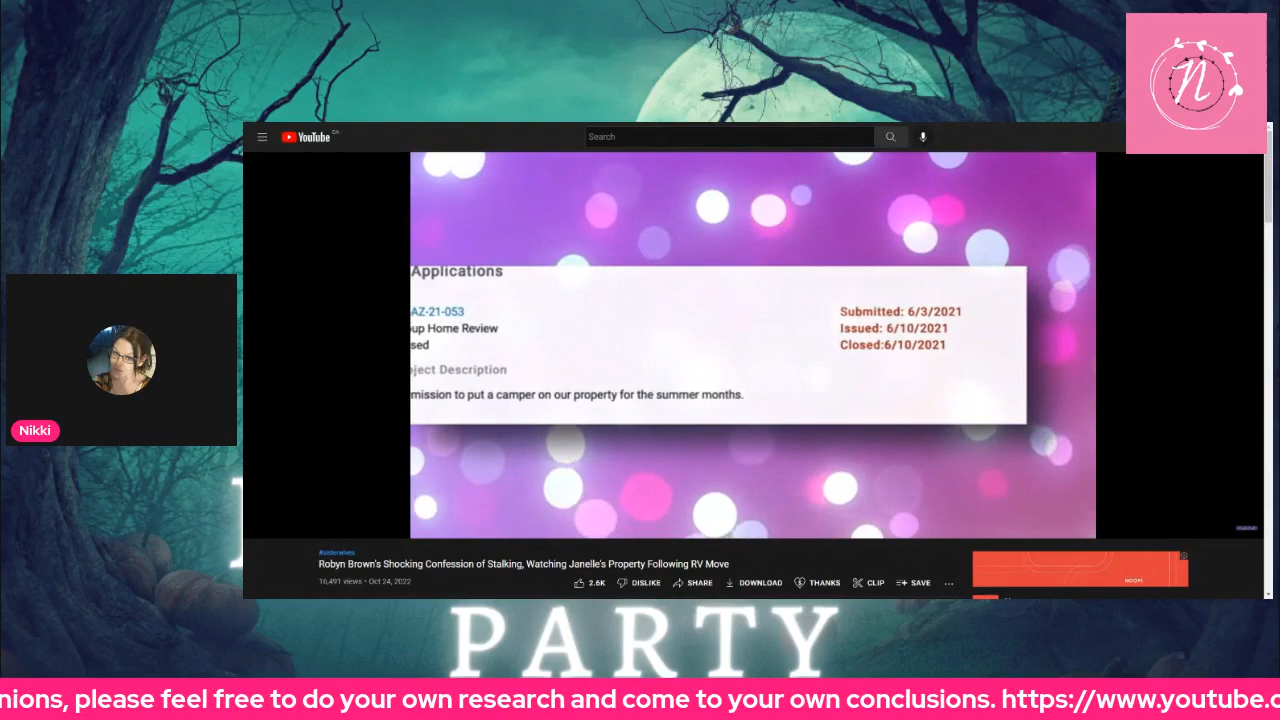 n
YouTube CA
Search
Applications
AZ-21-053
up Home Review
sed
ject Description
mission to put a camper on our property for the summer months.
Submitted: 6/3/2021
Issued: 6/10/2021
Closed:6/10/2021
Nikki
#sisterwives
Robyn Brown's Shocking Confession of Stalking, Watching Janelle's Property Following RV Move
16,491 views • Oct 24, 2022
2.6K
DISLIKE
SHARE
DOWNLOAD
THANKS
CLIP
SAVE
NOOM
PARTY
nions, please feel free to do your own research and come to your own conclusions. https://www.youtube.c